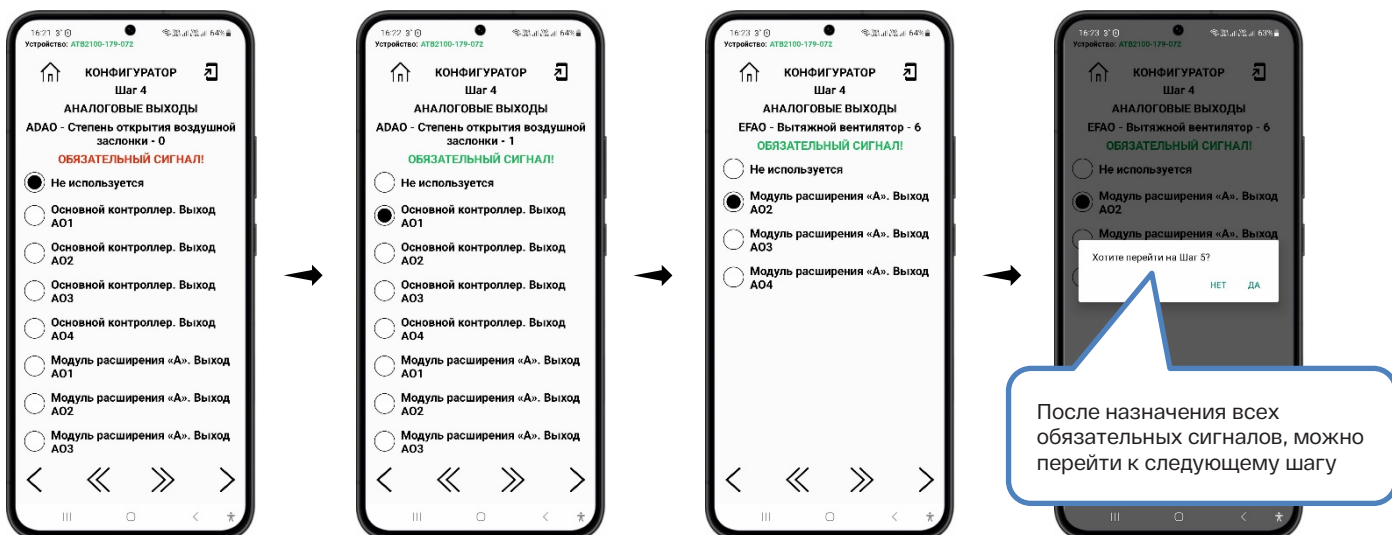 16:21
64%
Устройство: ATB2100-179-072
КОНФИГУРАТОР
Шаг 4
АНАЛОГОВЫЕ ВЫХОДЫ
ADAO - Степень открытия воздушной
заслонки - 0
ОБЯЗАТЕЛЬНЫЙ СИГНАЛ!
Не используется
Основной контроллер. Выход
AO1
Основной контроллер. Выход
AO2
Основной контроллер. Выход
AO3
Основной контроллер. Выход
AO4
Модуль расширения «А». Выход
AO1
Модуль расширения «А». Выход
AO2
Модуль расширения «А». Выход
AO3
16:22
64%
Устройство: ATB2100-179-072
КОНФИГУРАТОР
Шаг 4
АНАЛОГОВЫЕ ВЫХОДЫ
ADAO - Степень открытия воздушной
заслонки - 1
ОБЯЗАТЕЛЬНЫЙ СИГНАЛ!
Не используется
Основной контроллер. Выход
AO1
Основной контроллер. Выход
AO2
Основной контроллер. Выход
AO3
Основной контроллер. Выход
AO4
Модуль расширения «А». Выход
AO1
Модуль расширения «А». Выход
AO2
Модуль расширения «А». Выход
AO3
16:23
64%
Устройство: ATB2100-179-072
КОНФИГУРАТОР
Шаг 4
АНАЛОГОВЫЕ ВЫХОДЫ
EFAO - Вытяжной вентилятор - 6
ОБЯЗАТЕЛЬНЫЙ СИГНАЛ!
Не используется
Модуль расширения «А». Выход
AO2
Модуль расширения «А». Выход
AO3
Модуль расширения «А». Выход
AO4
16:23
63%
Устройство: ATB2100-179-072
КОНФИГУРАТОР
Шаг 4
АНАЛОГОВЫЕ ВЫХОДЫ
EFAO - Вытяжной вентилятор - 6
ОБЯЗАТЕЛЬНЫЙ СИГНАЛ!
Не используется
Модуль расширения «А». Выход
AO2
Модуль расширения «А». Выход
Хотите перейти на Шаг 5?
НЕТ ДА
После назначения всех
обязательных сигналов, можно
перейти к следующему шагу